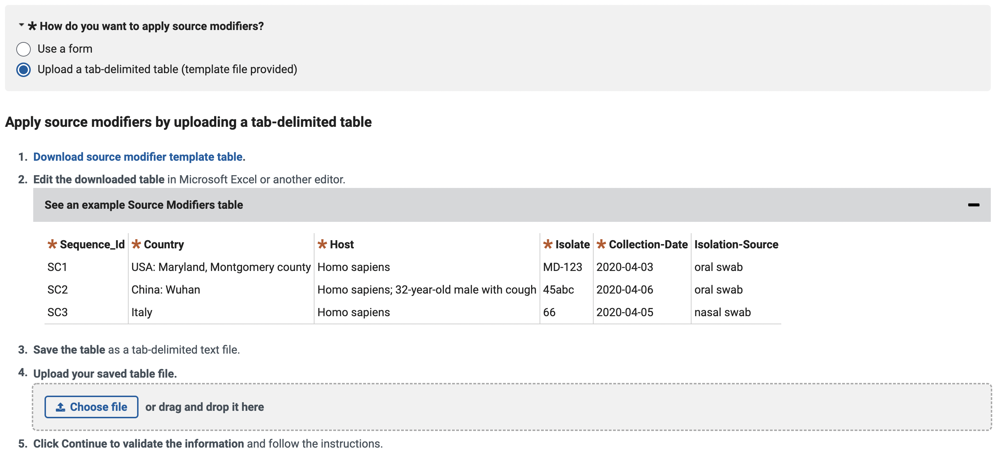 * How do you want to apply source modifiers?
Use a form
Upload a tab-delimited table (template file provided)
Apply source modifiers by uploading a tab-delimited table
1. Download source modifier template table.
2. Edit the downloaded table in Microsoft Excel or another editor.
See an example Source Modifiers table
* Sequence_Id * Country * Host * Isolate * Collection-Date Isolation-Source
SC1 USA: Maryland, Montgomery county Homo sapiens MD-123 2020-04-03 oral swab
SC2 China: Wuhan Homo sapiens; 32-year-old male with cough 45abc 2020-04-06 oral swab
SC3 Italy Homo sapiens 66 2020-04-05 nasal swab
3. Save the table as a tab-delimited text file.
4. Upload your saved table file.
Choose file or drag and drop it here
5. Click Continue to validate the information and follow the instructions.